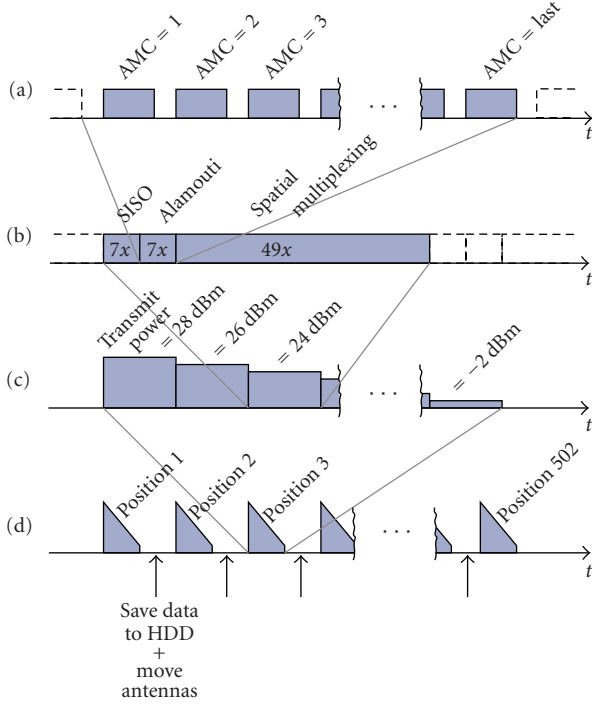 (a)
AMC = 1
AMC = 2
AMC = 3
. . .
AMC = last
t
(b)
SISO
Alamouti
Spatial
multiplexing
7x
7x
49x
t
(c)
Transmit
power
= 28 dBm
= 26 dBm
= 24 dBm
. . .
= −2 dBm
t
(d)
Position 1
Position 2
Position 3
. . .
Position 502
t
Save data
to HDD
+
move
antennas